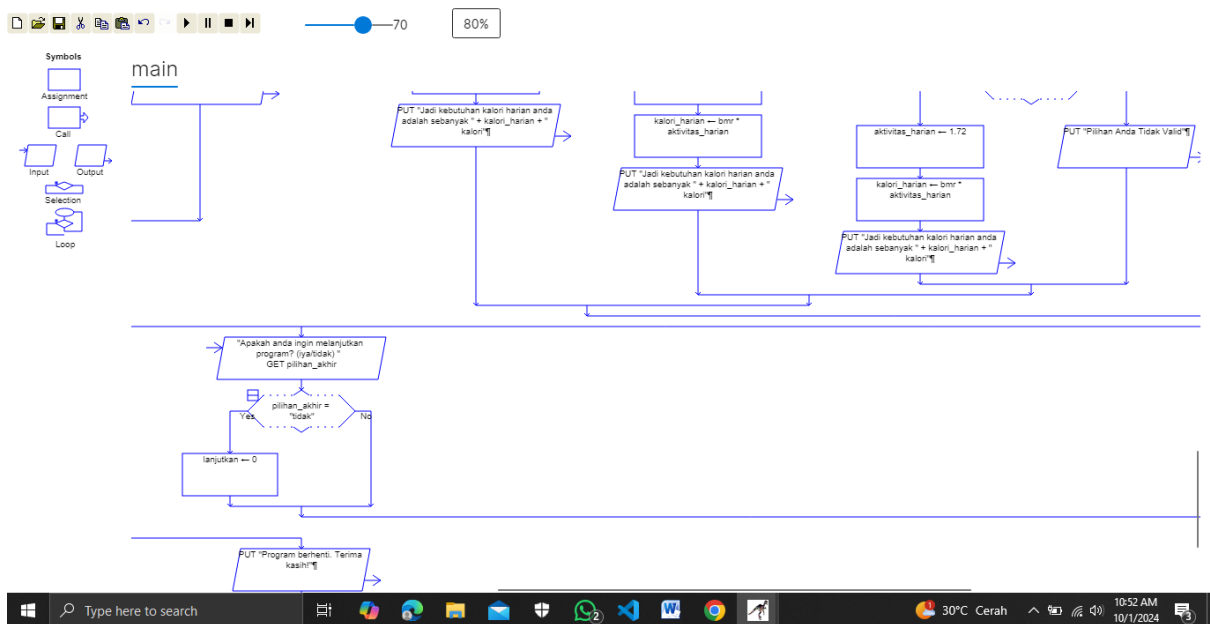 70
80%
Symbols
Assignment
Call
Input
Output
Selection
Loop
main
PUT "Jadi kebutuhan kalori harian anda
adalah sebanyak " + kalori_harian + "
kalori"¶
kalori_harian ← bmr *
aktivitas_harian
PUT "Jadi kebutuhan kalori harian anda
adalah sebanyak " + kalori_harian + "
kalori"¶
aktivitas_harian ← 1.72
kalori_harian ← bmr *
aktivitas_harian
PUT "Jadi kebutuhan kalori harian anda
adalah sebanyak " + kalori_harian + "
kalori"¶
PUT "Pilihan Anda Tidak Valid"¶
"Apakah anda ingin melanjutkan
program? (iya/tidak) "
GET pilihan_akhir
pilihan_akhir =
"tidak"
Yes
No
lanjutkan ← 0
PUT "Program berhenti. Terima
kasih!"¶
Type here to search
2
W
30°C Cerah
10:52 AM
10/1/2024
3